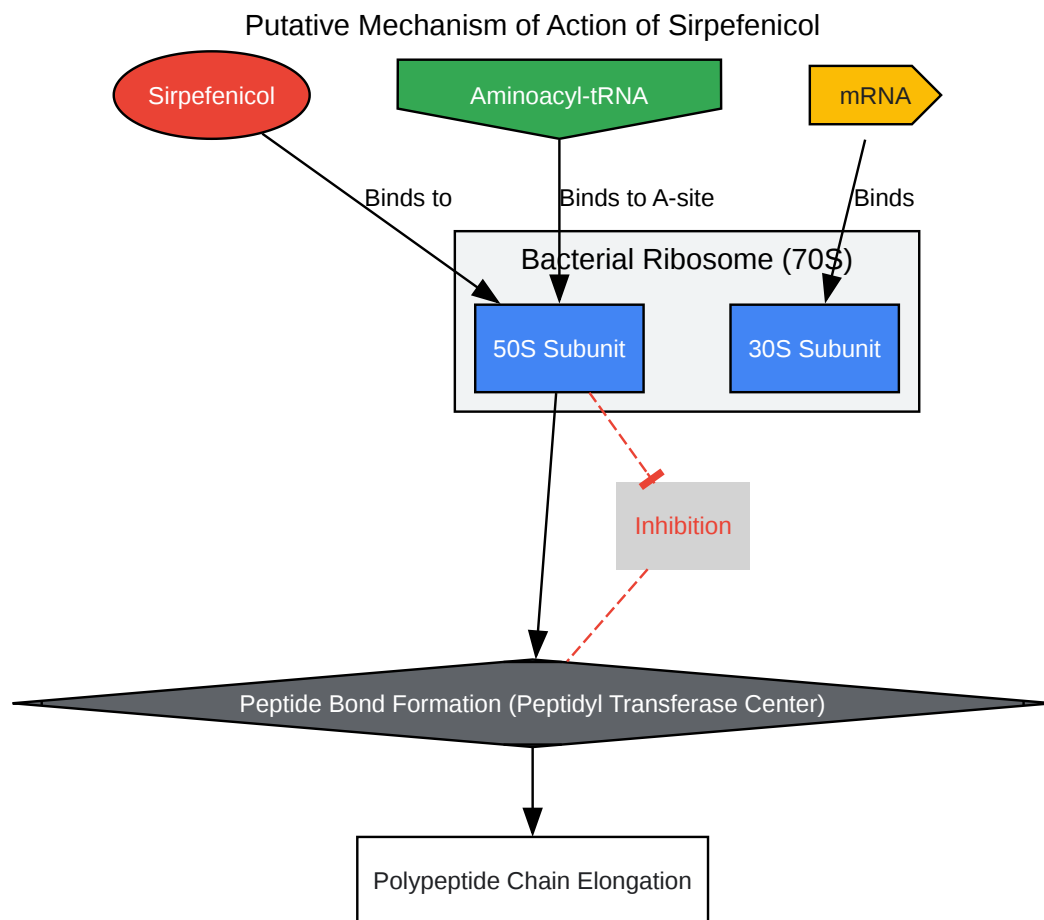 Putative Mechanism of Action of Sirpefenicol
Sirpefenicol
Aminoacyl-tRNA
mRNA
Binds to
Binds to A-site
Binds
Bacterial Ribosome (70S)
50S Subunit
30S Subunit
Inhibition
Peptide Bond Formation (Peptidyl Transferase Center)
Polypeptide Chain Elongation